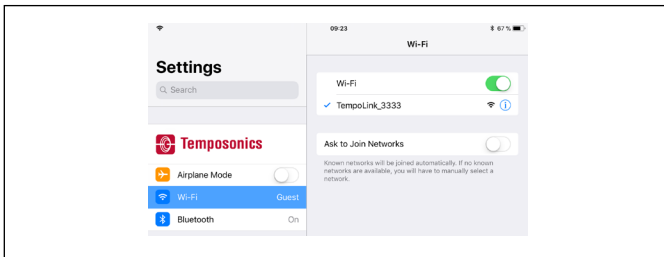 09:23
67 %
Wi-Fi
Settings
Search
Wi-Fi
TempoLink_3333
Temposonics
Ask to Join Networks
Known networks will be joined automatically. If no known
networks are available, you will have to manually select a
network.
Airplane Mode
Wi-Fi
Guest
Bluetooth
On